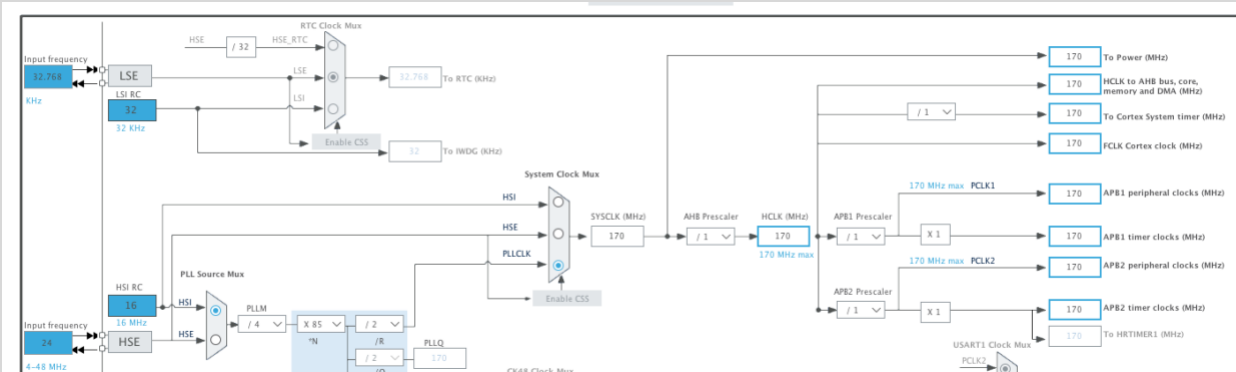 RTC Clock Mux
HSE
/ 32
HSE_RTC
Input frequency
32.768
KHz
LSE
LSE
32.768
To RTC (KHz)
LSI RC
32
32 KHz
LSI
Enable CSS
32
To IWDG (KHz)
170
To Power (MHz)
170
HCLK to AHB bus, core,
memory and DMA (MHz)
/ 1
170
To Cortex System timer (MHz)
170
FCLK Cortex clock (MHz)
System Clock Mux
HSI
HSE
PLLCLK
Enable CSS
SYSCLK (MHz)
170
AHB Prescaler
/ 1
HCLK (MHz)
170
170 MHz max
APB1 Prescaler
/ 1
170 MHz max
PCLK1
170
APB1 peripheral clocks (MHz)
X 1
170
APB1 timer clocks (MHz)
170 MHz max
PCLK2
170
APB2 peripheral clocks (MHz)
APB2 Prescaler
/ 1
X 1
170
APB2 timer clocks (MHz)
170
To HRTIMER1 (MHz)
PLL Source Mux
HSI RC
16
16 MHz
HSI
Input frequency
24
4-48 MHz
HSE
HSE
PLLM
/ 4
X 85
*N
/ 2
/R
/ 2
/Q
PLLQ
170
CK48 Clock Mux
USART1 Clock Mux
PCLK2